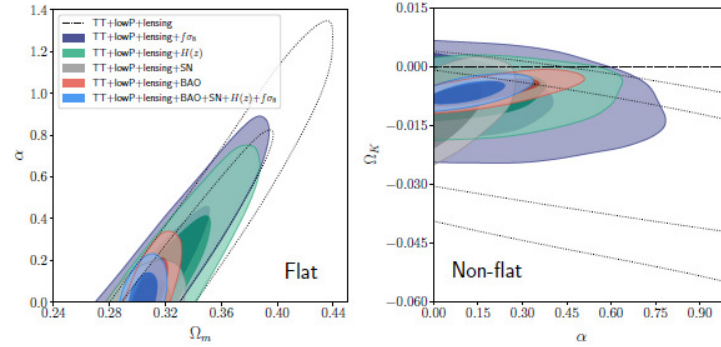 1.4
1.2
1.0
0.8
0.6
0.4
0.2
0.0
α
TT+lowP+lensing
TT+lowP+lensing+fσ₈
TT+lowP+lensing+H(z)
TT+lowP+lensing+SN
TT+lowP+lensing+BAO
TT+lowP+lensing+BAO+SN+H(z)+fσ₈
Flat
0.24 0.28 0.32 0.36 0.40 0.44
Ωₘ
0.015
0.000
−0.015
−0.030
−0.045
−0.060
Ω_K
Non-flat
0.00 0.15 0.30 0.45 0.60 0.75 0.90
α